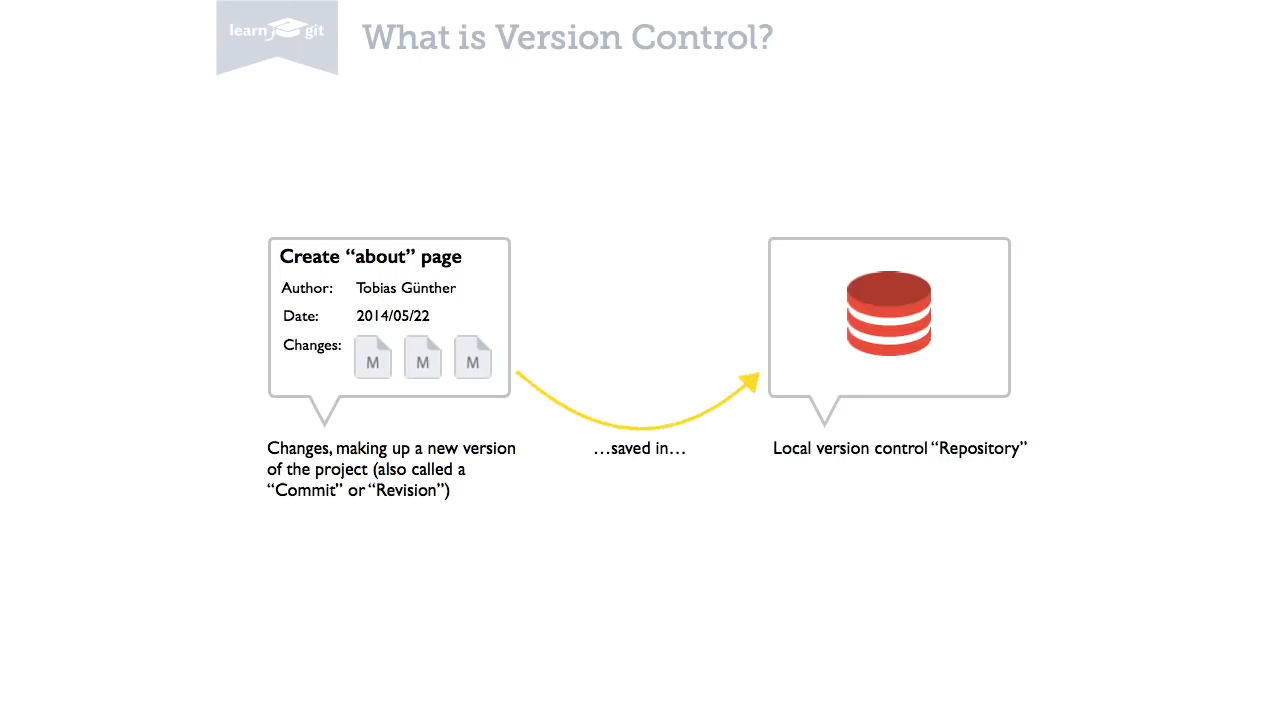 learn git
What is Version Control?
Create “about” page
Author: Tobias Günther
Date: 2014/05/22
Changes: M M M
Changes, making up a new version
of the project (also called a
“Commit” or “Revision”)
…saved in…
Local version control “Repository”